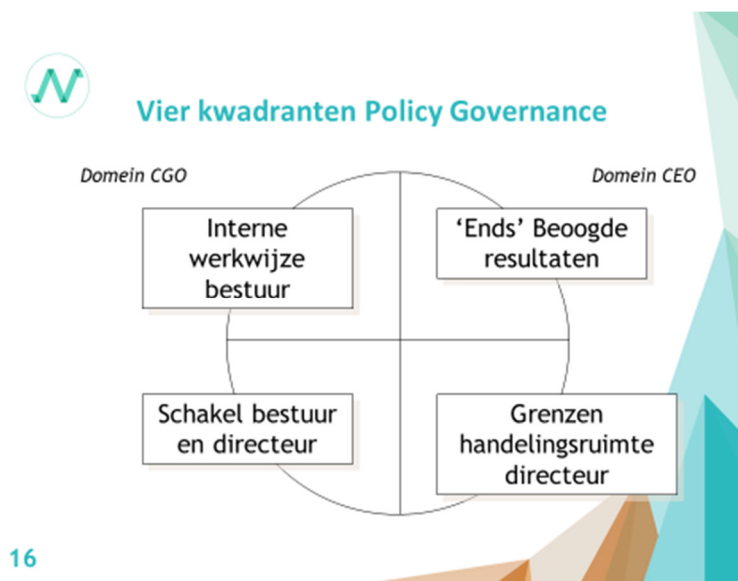 Vier kwadranten Policy Governance
Domein CGO
Domein CEO
Interne
werkwijze
bestuur
‘Ends’ Beoogde
resultaten
Schakel bestuur
en directeur
Grenzen
handelingsruimte
directeur
16